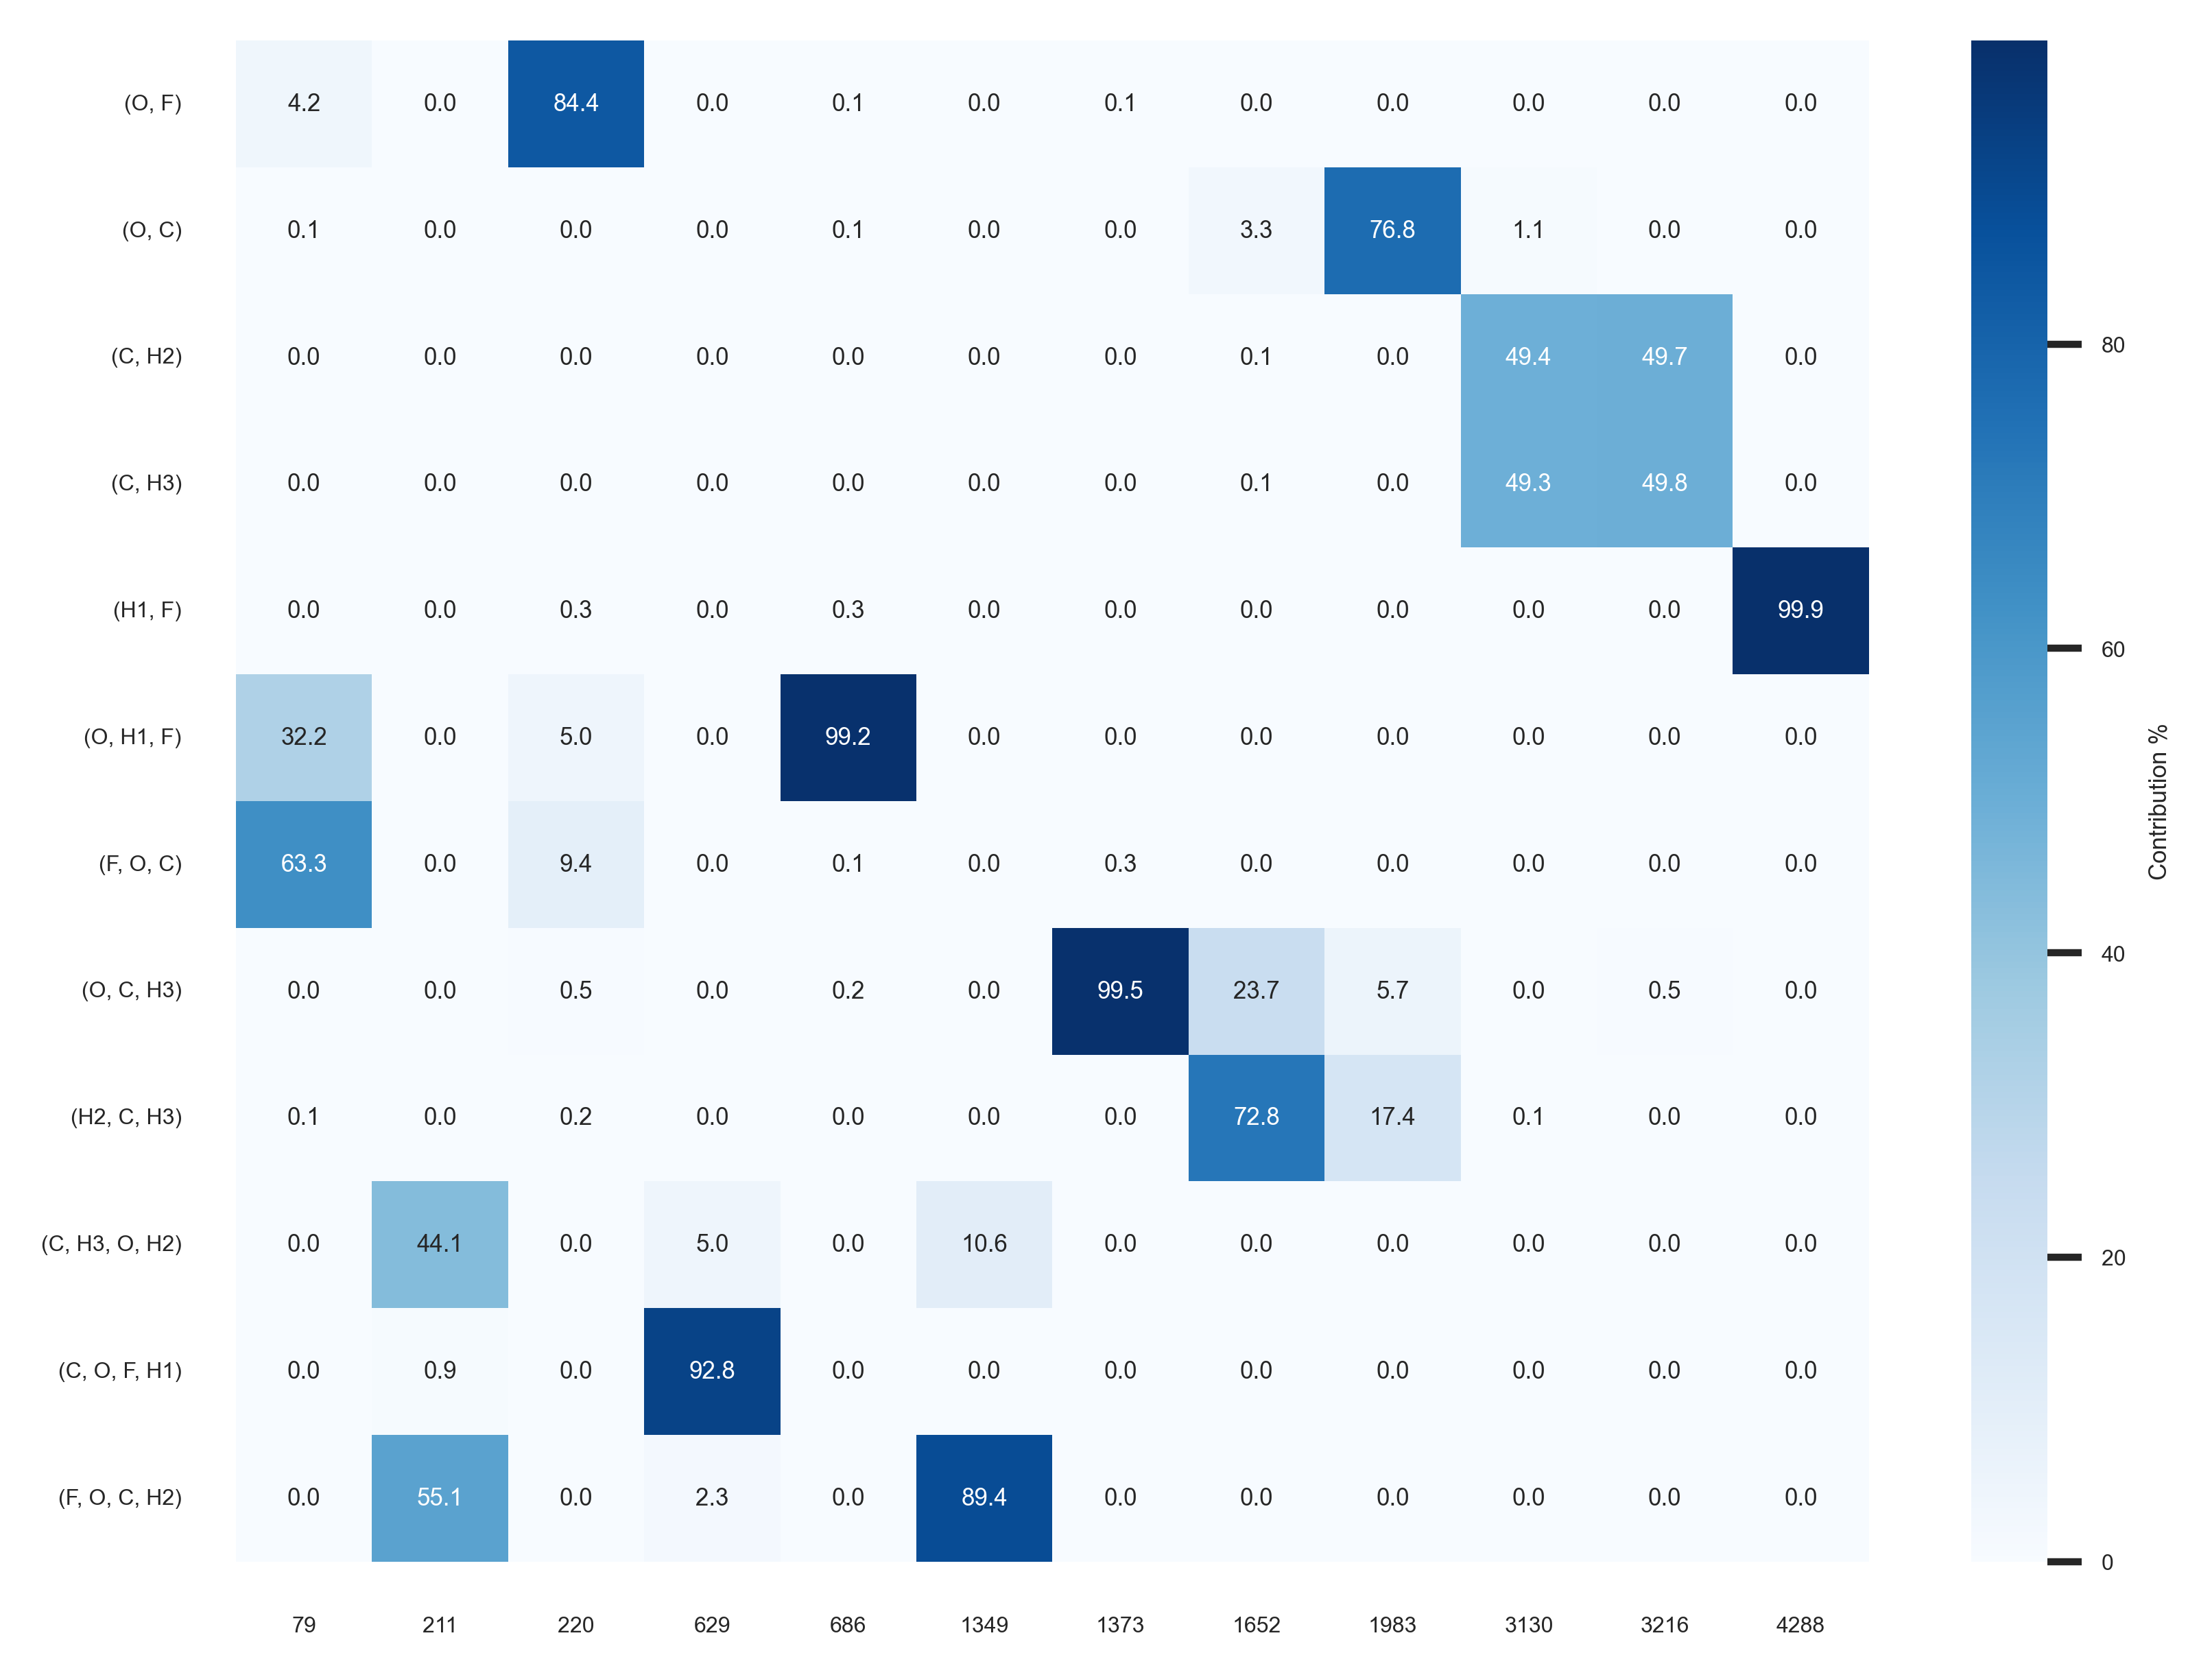 (O, F) 4.2 0.0 84.4 0.0 0.1 0.0 0.1 0.0 0.0 0.0 0.0 0.0
(O, C) 0.1 0.0 0.0 0.0 0.1 0.0 0.0 3.3 76.8 1.1 0.0 0.0
(C, H2) 0.0 0.0 0.0 0.0 0.0 0.0 0.0 0.1 0.0 49.4 49.7 0.0
(C, H3) 0.0 0.0 0.0 0.0 0.0 0.0 0.0 0.1 0.0 49.3 49.8 0.0
(H1, F) 0.0 0.0 0.3 0.0 0.3 0.0 0.0 0.0 0.0 0.0 0.0 99.9
(O, H1, F) 32.2 0.0 5.0 0.0 99.2 0.0 0.0 0.0 0.0 0.0 0.0 0.0
(F, O, C) 63.3 0.0 9.4 0.0 0.1 0.0 0.3 0.0 0.0 0.0 0.0 0.0
(O, C, H3) 0.0 0.0 0.5 0.0 0.2 0.0 99.5 23.7 5.7 0.0 0.5 0.0
(H2, C, H3) 0.1 0.0 0.2 0.0 0.0 0.0 0.0 72.8 17.4 0.1 0.0 0.0
(C, H3, O, H2) 0.0 44.1 0.0 5.0 0.0 10.6 0.0 0.0 0.0 0.0 0.0 0.0
(C, O, F, H1) 0.0 0.9 0.0 92.8 0.0 0.0 0.0 0.0 0.0 0.0 0.0 0.0
(F, O, C, H2) 0.0 55.1 0.0 2.3 0.0 89.4 0.0 0.0 0.0 0.0 0.0 0.0
79 211 220 629 686 1349 1373 1652 1983 3130 3216 4288
80
60
40
20
0
Contribution %